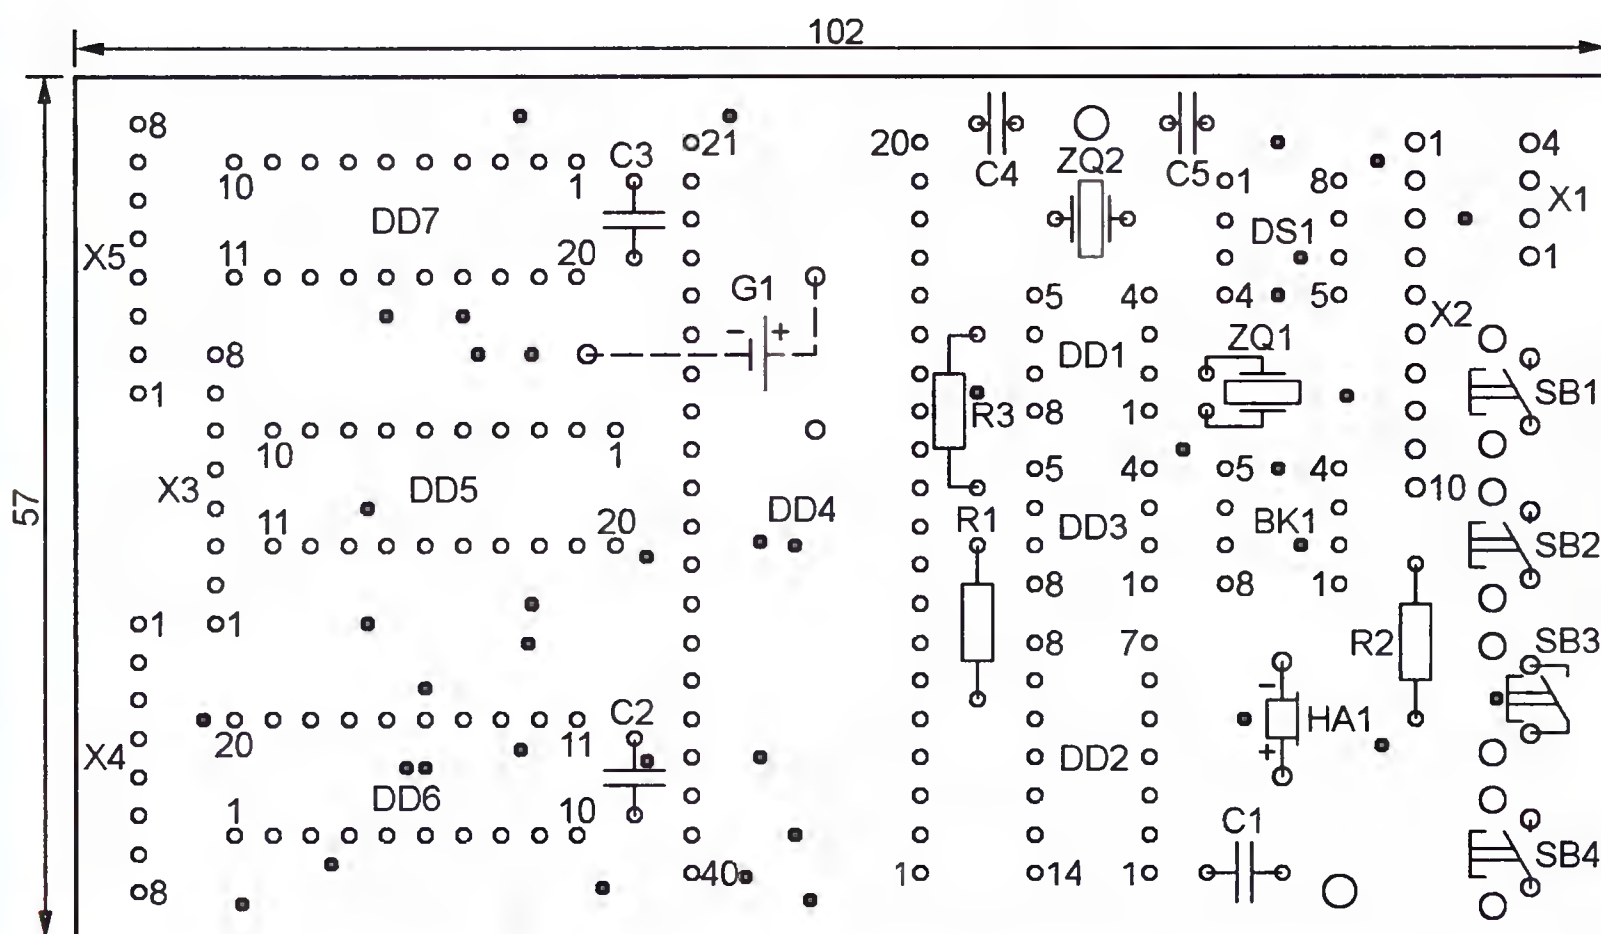 102
57
8
21
20
1
4
10
1
C3
C4
ZQ2
C5
1
8
X1
DD7
DS1
X5
11
20
1
G1
5
4
4
5
X2
- +
8
DD1
ZQ1
1
SB1
R3
8
1
10
1
5
4
5
4
X3
DD5
10
11
20
DD4
R1
DD3
BK1
SB2
8
1
8
1
1
1
8
7
R2
SB3
-
20
11
C2
HA1
+
X4
DD2
DD6
1
10
C1
SB4
8
40
1
14
1